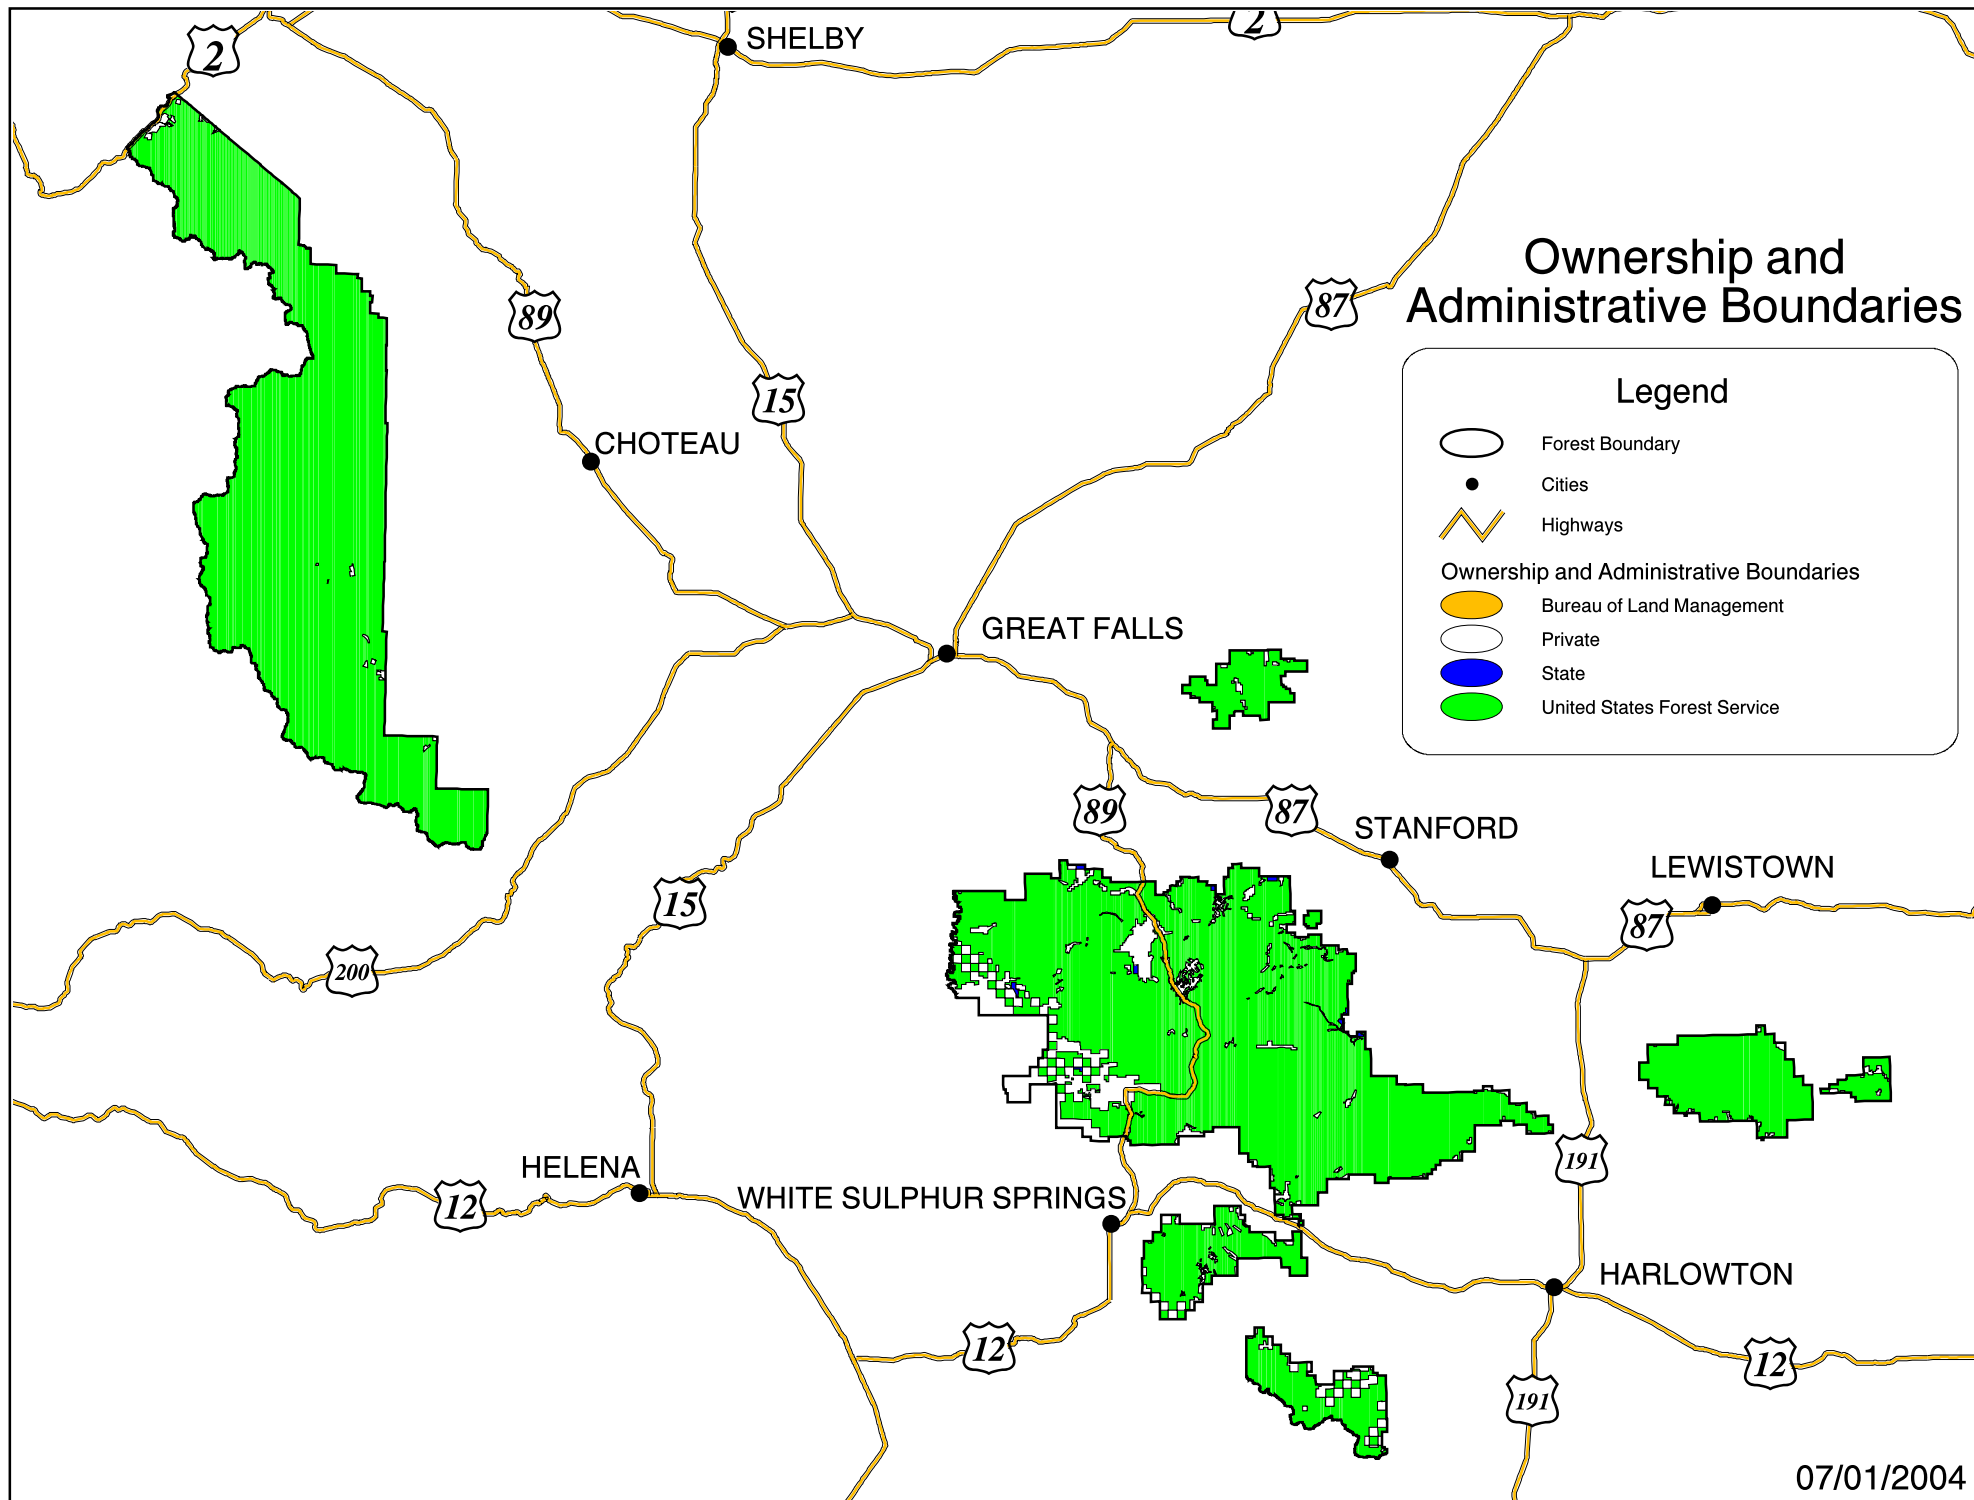 2
SHELBY
2
Ownership and
Administrative Boundaries
89
87
15
Legend
CHOTEAU
Forest Boundary
Cities
Highways
Ownership and Administrative Boundaries
Bureau of Land Management
GREAT FALLS
Private
State
United States Forest Service
89
87
STANFORD
LEWISTOWN
15
87
200
HELENA
191
12
WHITE SULPHUR SPRINGS
HARLOWTON
12
12
191
07/01/2004